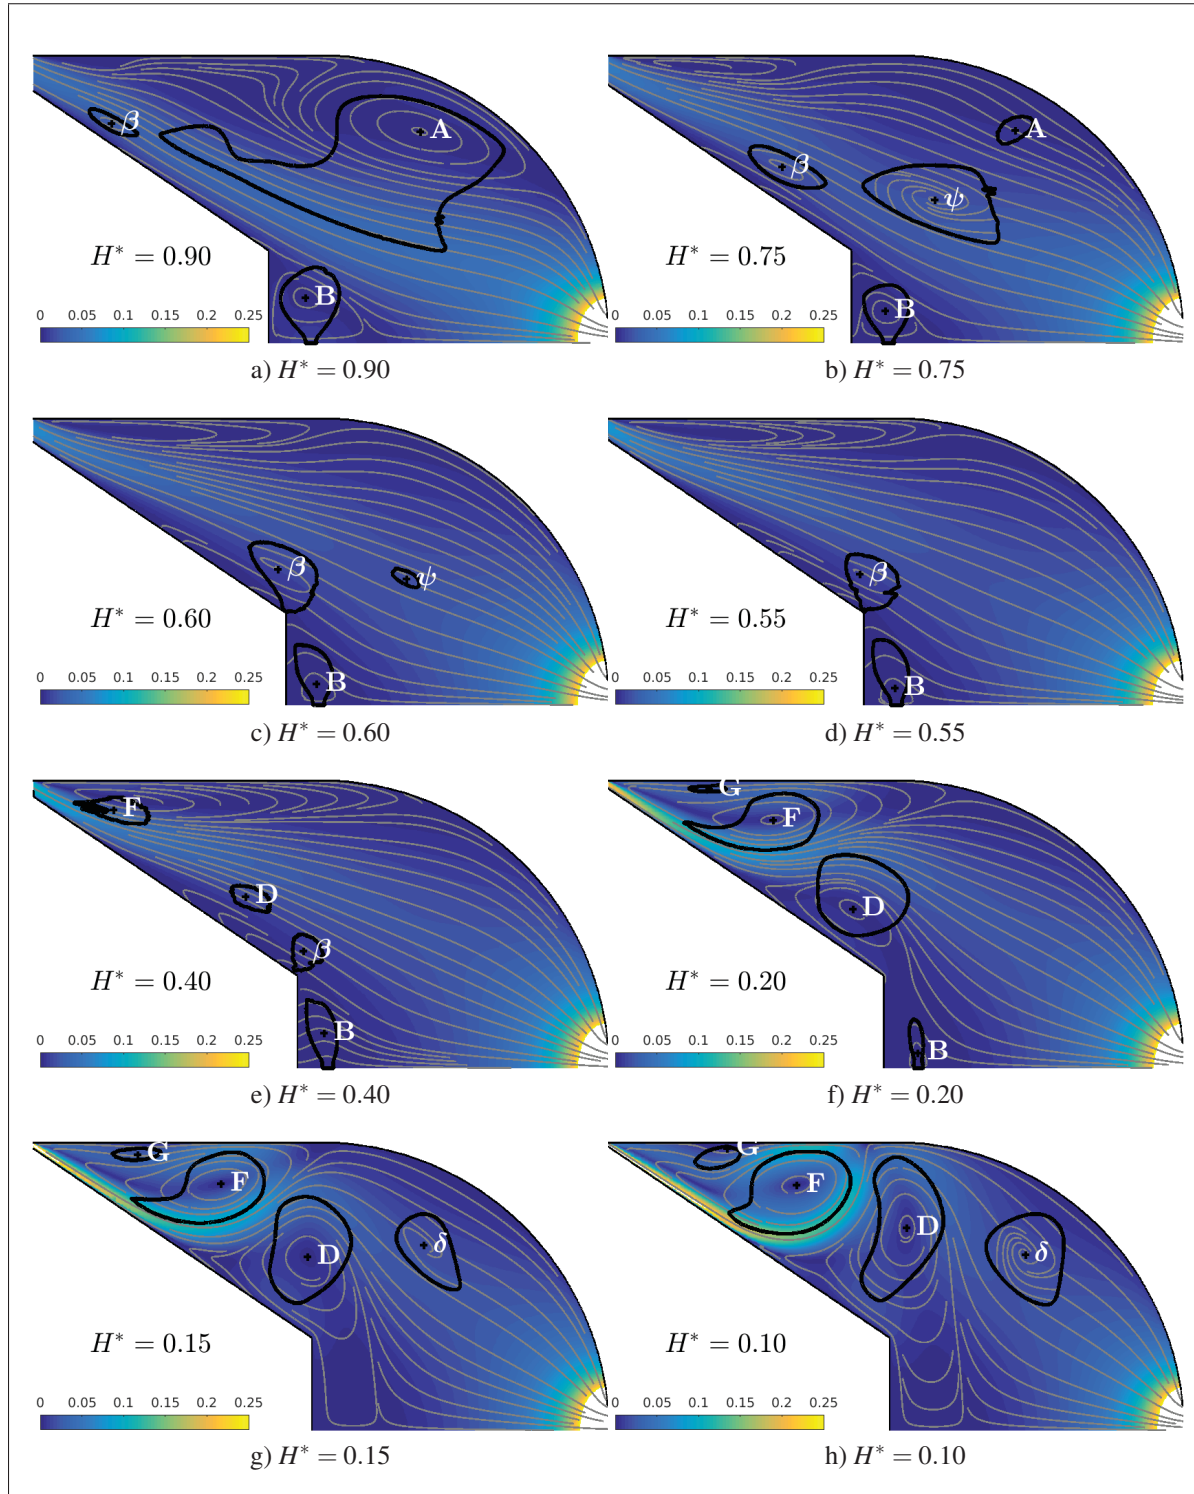 β A A
β ψ
H* = 0.90 H* = 0.75
B B
0 0.05 0.1 0.15 0.2 0.25 0 0.05 0.1 0.15 0.2 0.25
a) H* = 0.90 b) H* = 0.75
β ψ β
H* = 0.60 H* = 0.55
B B
0 0.05 0.1 0.15 0.2 0.25 0 0.05 0.1 0.15 0.2 0.25
c) H* = 0.60 d) H* = 0.55
F G F
D D
β
H* = 0.40 H* = 0.20
B B
0 0.05 0.1 0.15 0.2 0.25 0 0.05 0.1 0.15 0.2 0.25
e) H* = 0.40 f) H* = 0.20
G G
F F
D δ D δ
H* = 0.15 H* = 0.10
0 0.05 0.1 0.15 0.2 0.25 0 0.05 0.1 0.15 0.2 0.25
g) H* = 0.15 h) H* = 0.10